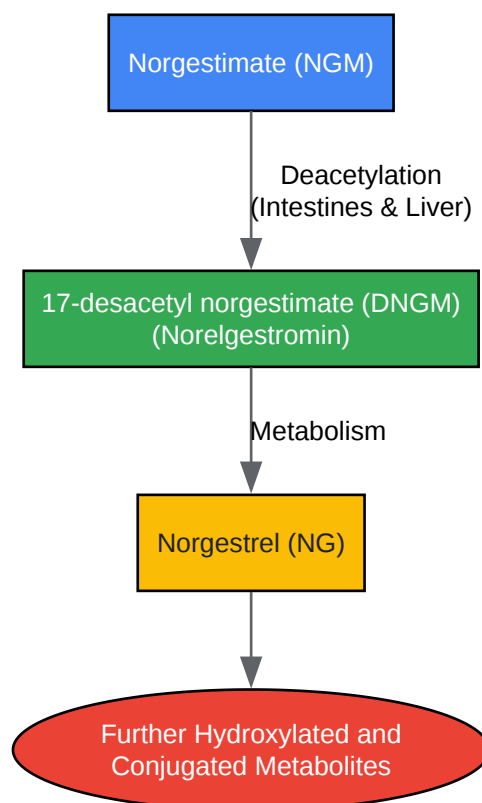 Norgestimate (NGM)
Deacetylation
(Intestines & Liver)
17-desacetyl norgestimate (DNGM)
(Norelgestromin)
Metabolism
Norgestrel (NG)
Further Hydroxylated and
Conjugated Metabolites